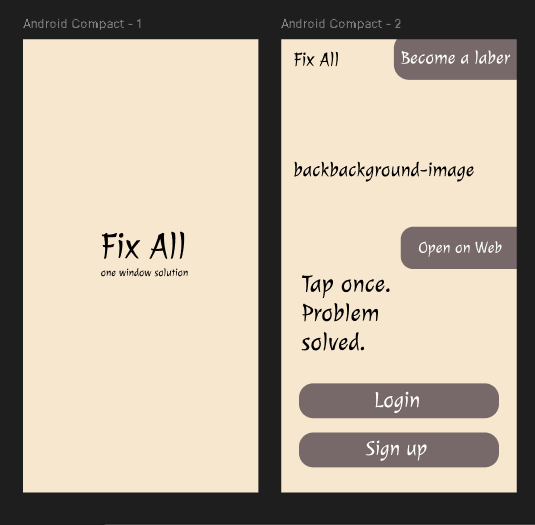 Android Compact - 1
Fix All
one window solution
Android Compact - 2
Fix All
Become a laber
backbackground-image
Open on Web
Tap once.
Problem
solved.
Login
Sign up